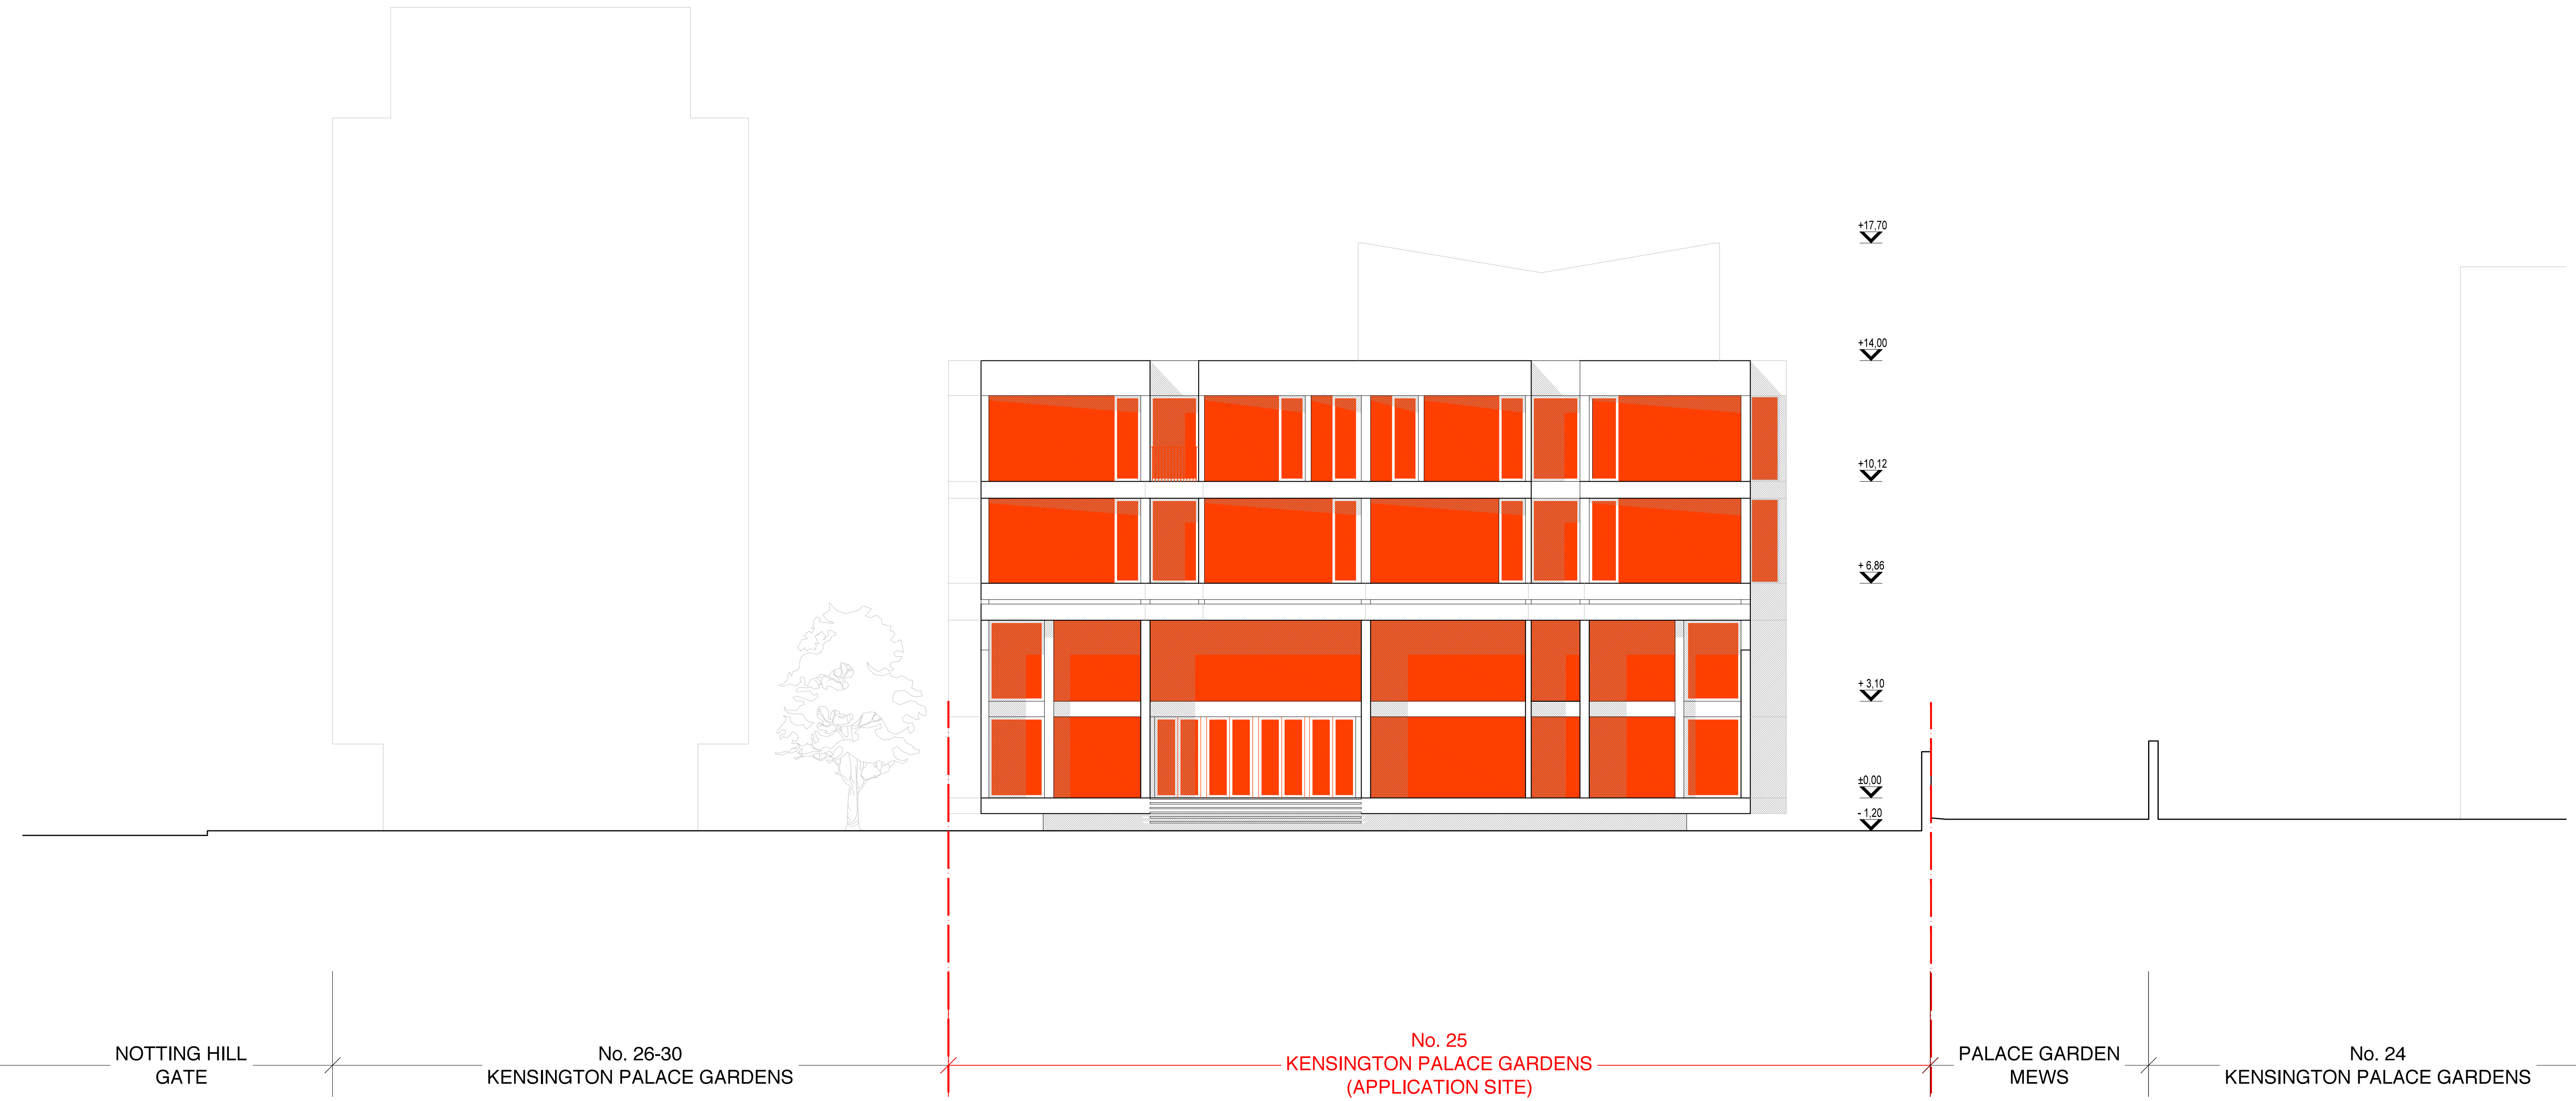 +17,70
+14,00
+10,12
+ 6,86
+ 3,10
±0,00
- 1,20
NOTTING HILL
GATE
No. 26-30
KENSINGTON PALACE GARDENS
No. 25
KENSINGTON PALACE GARDENS
(APPLICATION SITE)
PALACE GARDEN
MEWS
No. 24
KENSINGTON PALACE GARDENS